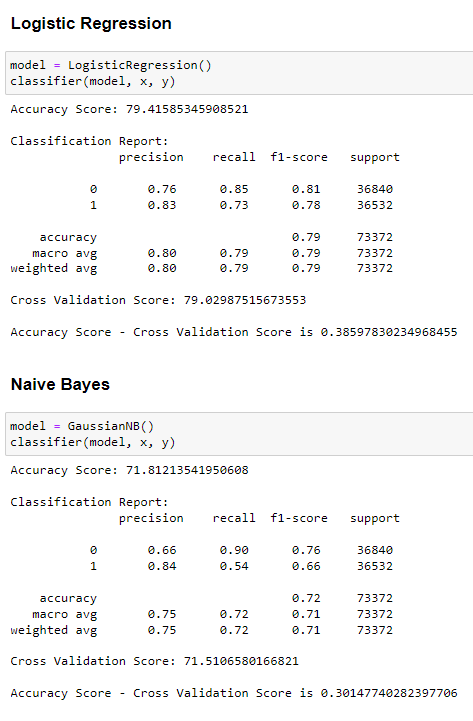 Logistic Regression
model = LogisticRegression()
classifier(model, x, y)
Accuracy Score: 79.41585345908521
Classification Report:
precision recall f1-score support
0 0.76 0.85 0.81 36840
1 0.83 0.73 0.78 36532
accuracy 0.79 73372
macro avg 0.80 0.79 0.79 73372
weighted avg 0.80 0.79 0.79 73372
Cross Validation Score: 79.02987515673553
Accuracy Score - Cross Validation Score is 0.38597830234968455
Naive Bayes
model = GaussianNB()
classifier(model, x, y)
Accuracy Score: 71.81213541950608
Classification Report:
precision recall f1-score support
0 0.66 0.90 0.76 36840
1 0.84 0.54 0.66 36532
accuracy 0.72 73372
macro avg 0.75 0.72 0.71 73372
weighted avg 0.75 0.72 0.71 73372
Cross Validation Score: 71.5106580166821
Accuracy Score - Cross Validation Score is 0.30147740282397706